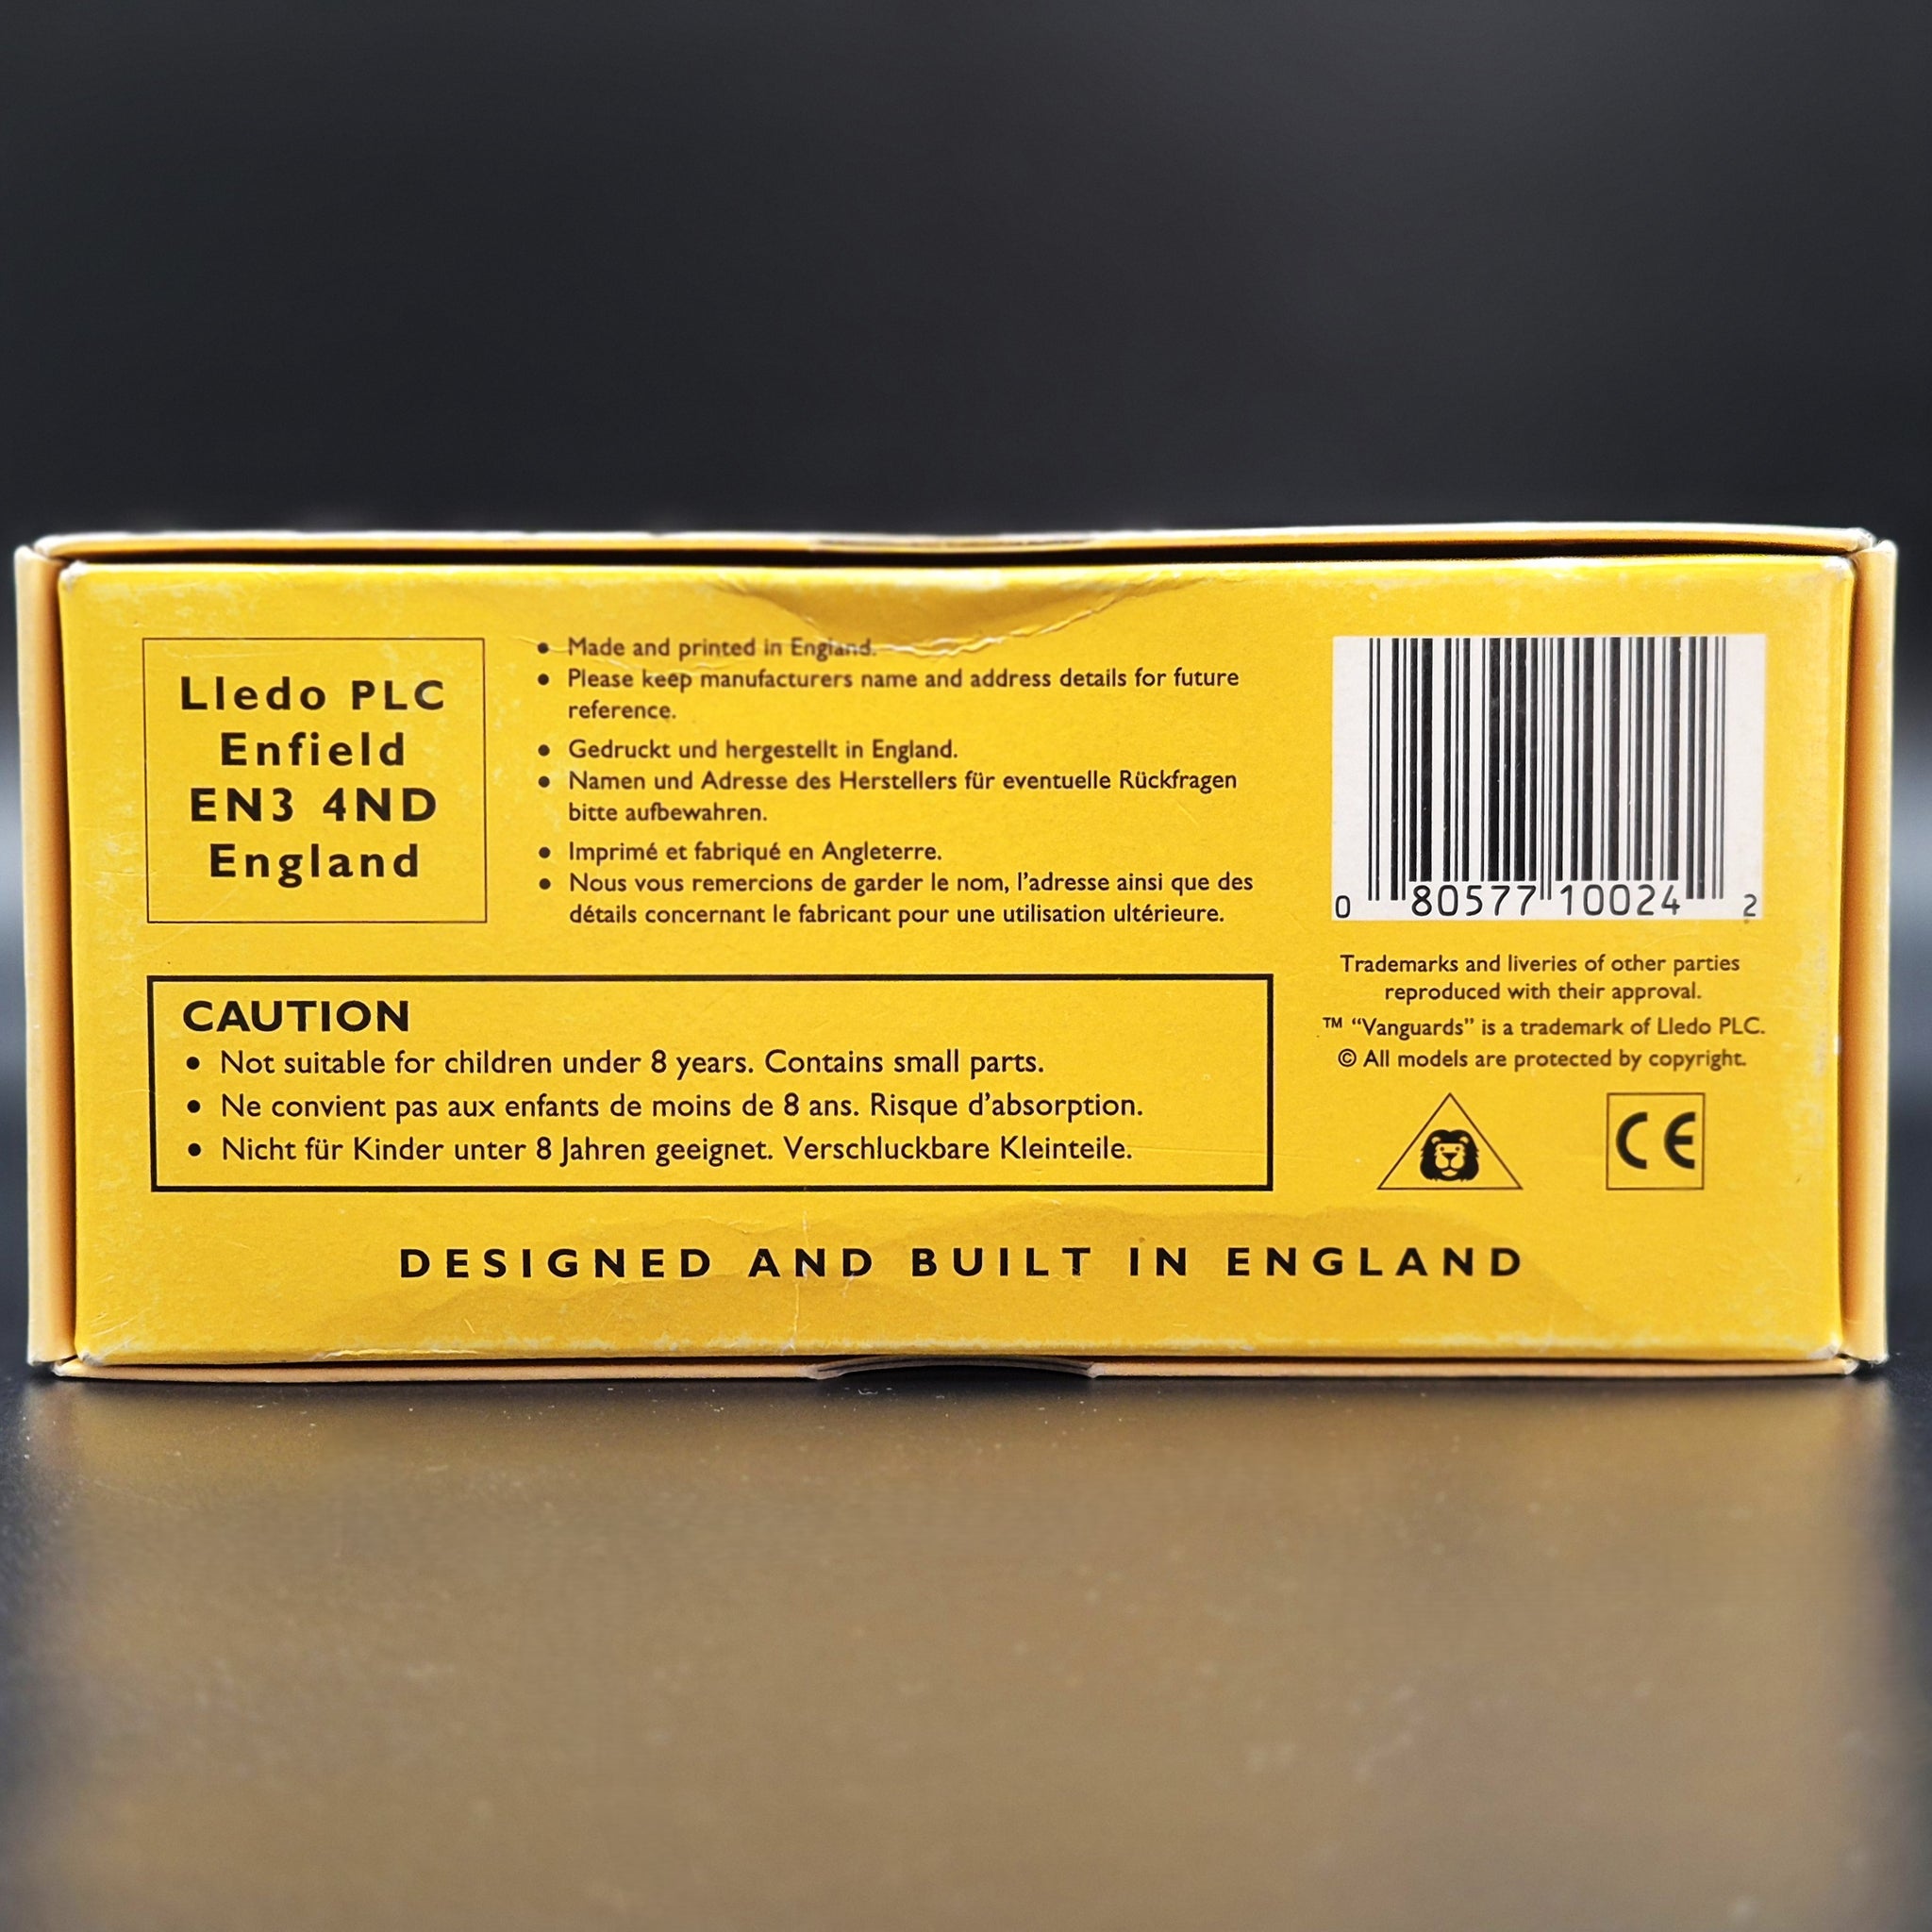 Lledo PLC
Enfield
EN3 4ND
England
• Made and printed in England.
• Please keep manufacturers name and address details for future
reference.
• Gedruckt und hergestellt in England.
• Namen und Adresse des Herstellers für eventuelle Rückfragen
bitte aufbewahren.
• Imprimé et fabriqué en Angleterre.
• Nous vous remercions de garder le nom, l'adresse ainsi que des
détails concernant le fabricant pour une utilisation ultérieure.
0 80577 10024 2
Trademarks and liveries of other parties
reproduced with their approval.
™ “Vanguards” is a trademark of Lledo PLC.
© All models are protected by copyright.
CE
CAUTION
• Not suitable for children under 8 years. Contains small parts.
• Ne convient pas aux enfants de moins de 8 ans. Risque d'absorption.
• Nicht für Kinder unter 8 Jahren geeignet. Verschluckbare Kleinteile.
DESIGNED AND BUILT IN ENGLAND